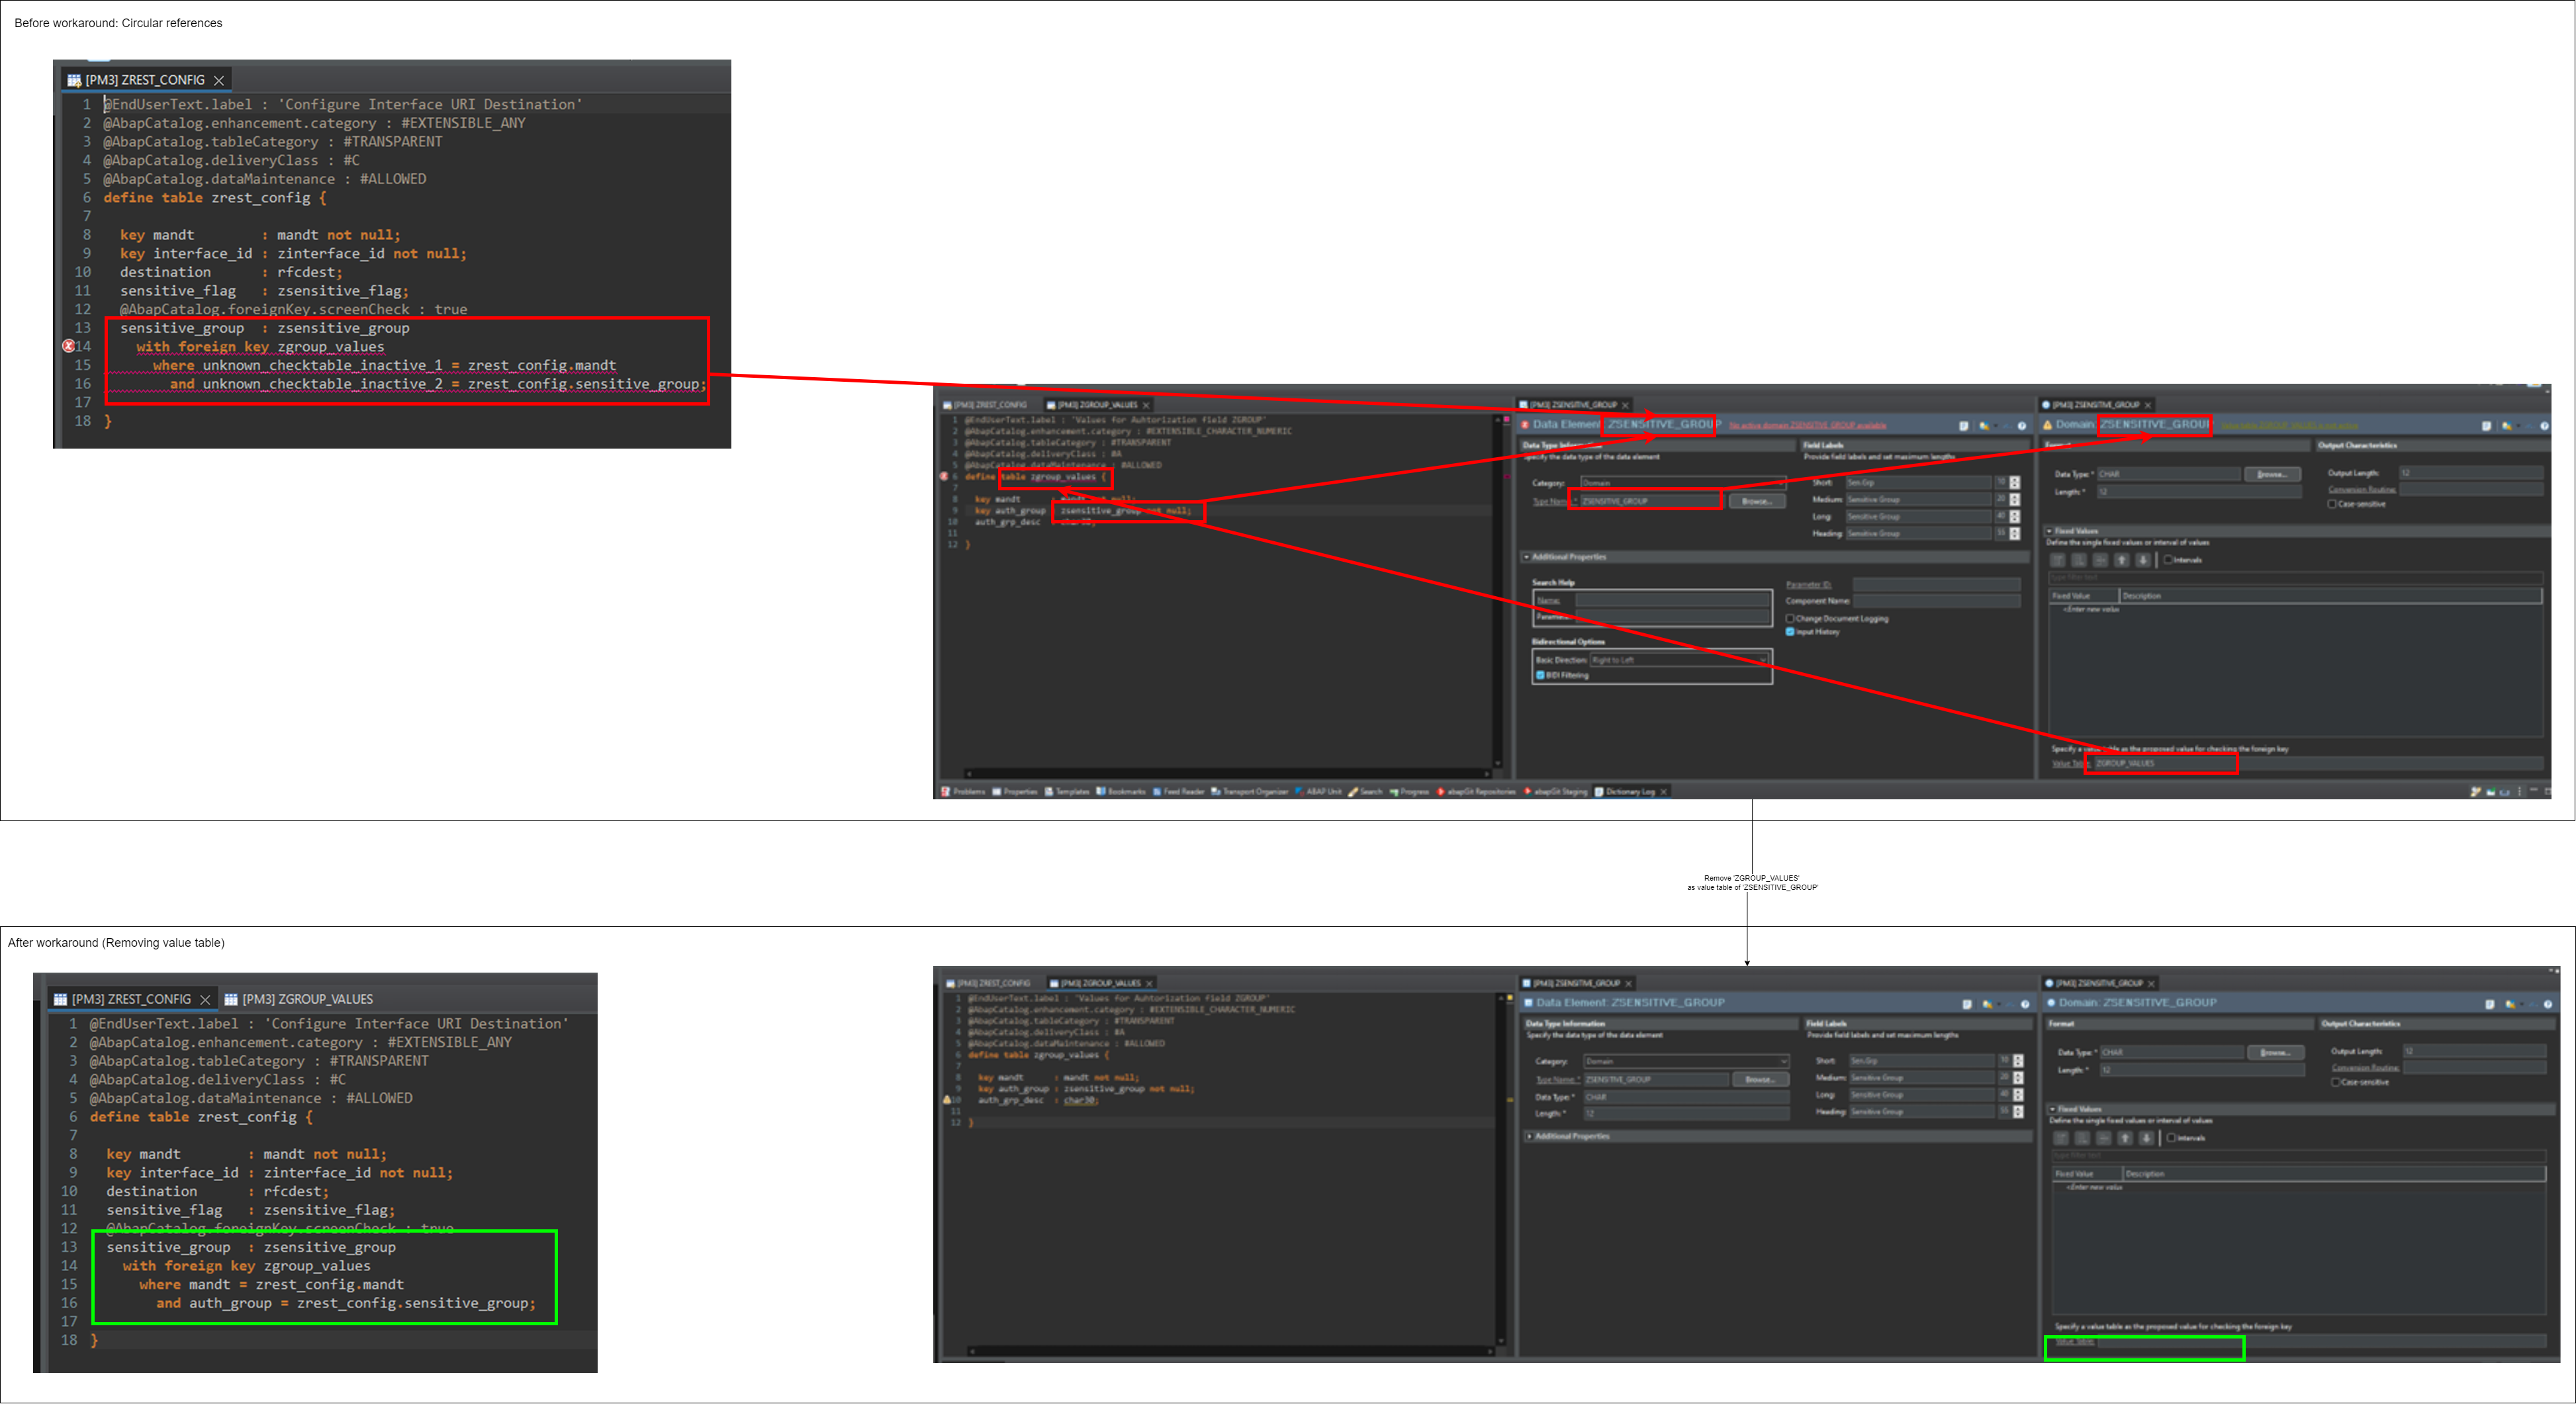 Before workaround: Circular references
[PM3] ZREST_CONFIG
1 @EndUserText.label : 'Configure Interface URI Destination'
2 @AbapCatalog.enhancement.category : #EXTENSIBLE_ANY
3 @AbapCatalog.tableCategory : #TRANSPARENT
4 @AbapCatalog.deliveryClass : #C
5 @AbapCatalog.dataMaintenance : #ALLOWED
6 define table zrest_config {
7
8 key mandt : mandt not null;
9 key interface_id : zinterface_id not null;
10 destination : rfcdest;
11 sensitive_flag : zsensitive_flag;
12 @AbapCatalog.foreignKey.screenCheck : true
13 sensitive_group : zsensitive_group
14 with foreign key zgroup_values
15 where unknown_checktable_inactive_1 = zrest_config.mandt
16 and unknown_checktable_inactive_2 = zrest_config.sensitive_group;
17
18 }
[PM3] ZREST_CONFIG [PM3] ZGROUP_VALUES
1 @EndUserText.label : 'Values for Auhtorization field ZGROUP'
2 @AbapCatalog.enhancement.category : #EXTENSIBLE_CHARACTER_NUMERIC
3 @AbapCatalog.tableCategory : #TRANSPARENT
4 @AbapCatalog.deliveryClass : #A
5 @AbapCatalog.dataMaintenance : #ALLOWED
6 define table zgroup_values {
7
8 key mandt : mandt not null;
9 key auth_group : zsensitive_group not null;
10 auth_grp_desc : char30;
11
12 }
[PM3] ZSENSITIVE_GROUP
Data Element: ZSENSITIVE_GROUP No active domain ZSENSITIVE_GROUP available
Data Type Information
Specify the data type of the data element
Category: Domain
Type Name: * ZSENSITIVE_GROUP Browse...
Field Labels
Provide field labels and set maximum lengths
Short: Sen.Grp 10
Medium: Sensitive Group 20
Long: Sensitive Group 40
Heading: Sensitive Group 55
Additional Properties
Search Help
Name:
Parameter:
Bidirectional Options
Basic Direction: Right to Left
BIDI Filtering
Parameter ID:
Component Name:
Change Document Logging
Input History
[PM3] ZSENSITIVE_GROUP
Domain: ZSENSITIVE_GROUP
Format
Data Type: * CHAR Browse...
Length: * 12
Output Characteristics
Output Length: 12
Conversion Routine:
Case-sensitive
Fixed Values
Define the single fixed values or interval of values
Intervals
type filter text
Fixed Value Description
<Enter new value
Specify a value table as the proposed value for checking the foreign key
Value Table: ZGROUP_VALUES
Problems Properties Templates Bookmarks Feed Reader Transport Organizer ABAP Unit Search Progress abapGit Repositories abapGit Staging Dictionary Log
Remove 'ZGROUP_VALUES'
as value table of 'ZSENSITIVE_GROUP'
After workaround (Removing value table)
[PM3] ZREST_CONFIG [PM3] ZGROUP_VALUES
1 @EndUserText.label : 'Configure Interface URI Destination'
2 @AbapCatalog.enhancement.category : #EXTENSIBLE_ANY
3 @AbapCatalog.tableCategory : #TRANSPARENT
4 @AbapCatalog.deliveryClass : #C
5 @AbapCatalog.dataMaintenance : #ALLOWED
6 define table zrest_config {
7
8 key mandt : mandt not null;
9 key interface_id : zinterface_id not null;
10 destination : rfcdest;
11 sensitive_flag : zsensitive_flag;
12 @AbapCatalog.foreignKey.screenCheck : true
13 sensitive_group : zsensitive_group
14 with foreign key zgroup_values
15 where mandt = zrest_config.mandt
16 and auth_group = zrest_config.sensitive_group;
17
18 }
[PM3] ZREST_CONFIG [PM3] ZGROUP_VALUES
1 @EndUserText.label : 'Values for Auhtorization field ZGROUP'
2 @AbapCatalog.enhancement.category : #EXTENSIBLE_CHARACTER_NUMERIC
3 @AbapCatalog.tableCategory : #TRANSPARENT
4 @AbapCatalog.deliveryClass : #A
5 @AbapCatalog.dataMaintenance : #ALLOWED
6 define table zgroup_values {
7
8 key mandt : mandt not null;
9 key auth_group : zsensitive_group not null;
10 auth_grp_desc : char30;
11
12 }
[PM3] ZSENSITIVE_GROUP
Data Element: ZSENSITIVE_GROUP
Data Type Information
Specify the data type of the data element
Category: Domain
Type Name: * ZSENSITIVE_GROUP Browse...
Data Type: * CHAR
Length: * 12
Field Labels
Provide field labels and set maximum lengths
Short: Sen.Grp 10
Medium: Sensitive Group 20
Long: Sensitive Group 40
Heading: Sensitive Group 55
Additional Properties
[PM3] ZSENSITIVE_GROUP
Domain: ZSENSITIVE_GROUP
Format
Data Type: * CHAR Browse...
Length: * 12
Output Characteristics
Output Length: 12
Conversion Routine:
Case-sensitive
Fixed Values
Define the single fixed values or interval of values
Intervals
type filter text
Fixed Value Description
<Enter new value
Specify a value table as the proposed value for checking the foreign key
Value Table: